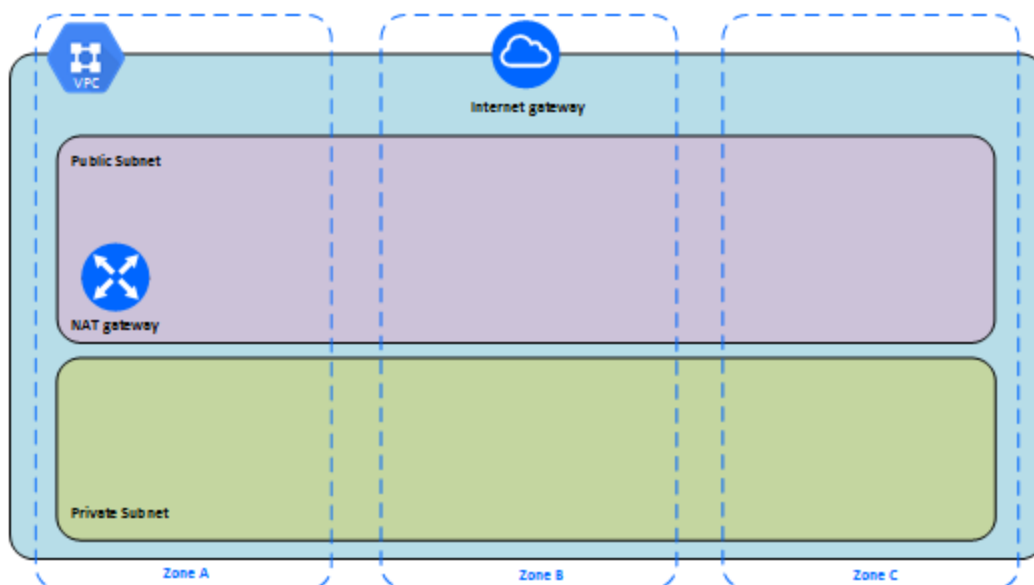 VPC
Internet gateway
Public Subnet
NAT gateway
Private Subnet
Zone A
Zone B
Zone C